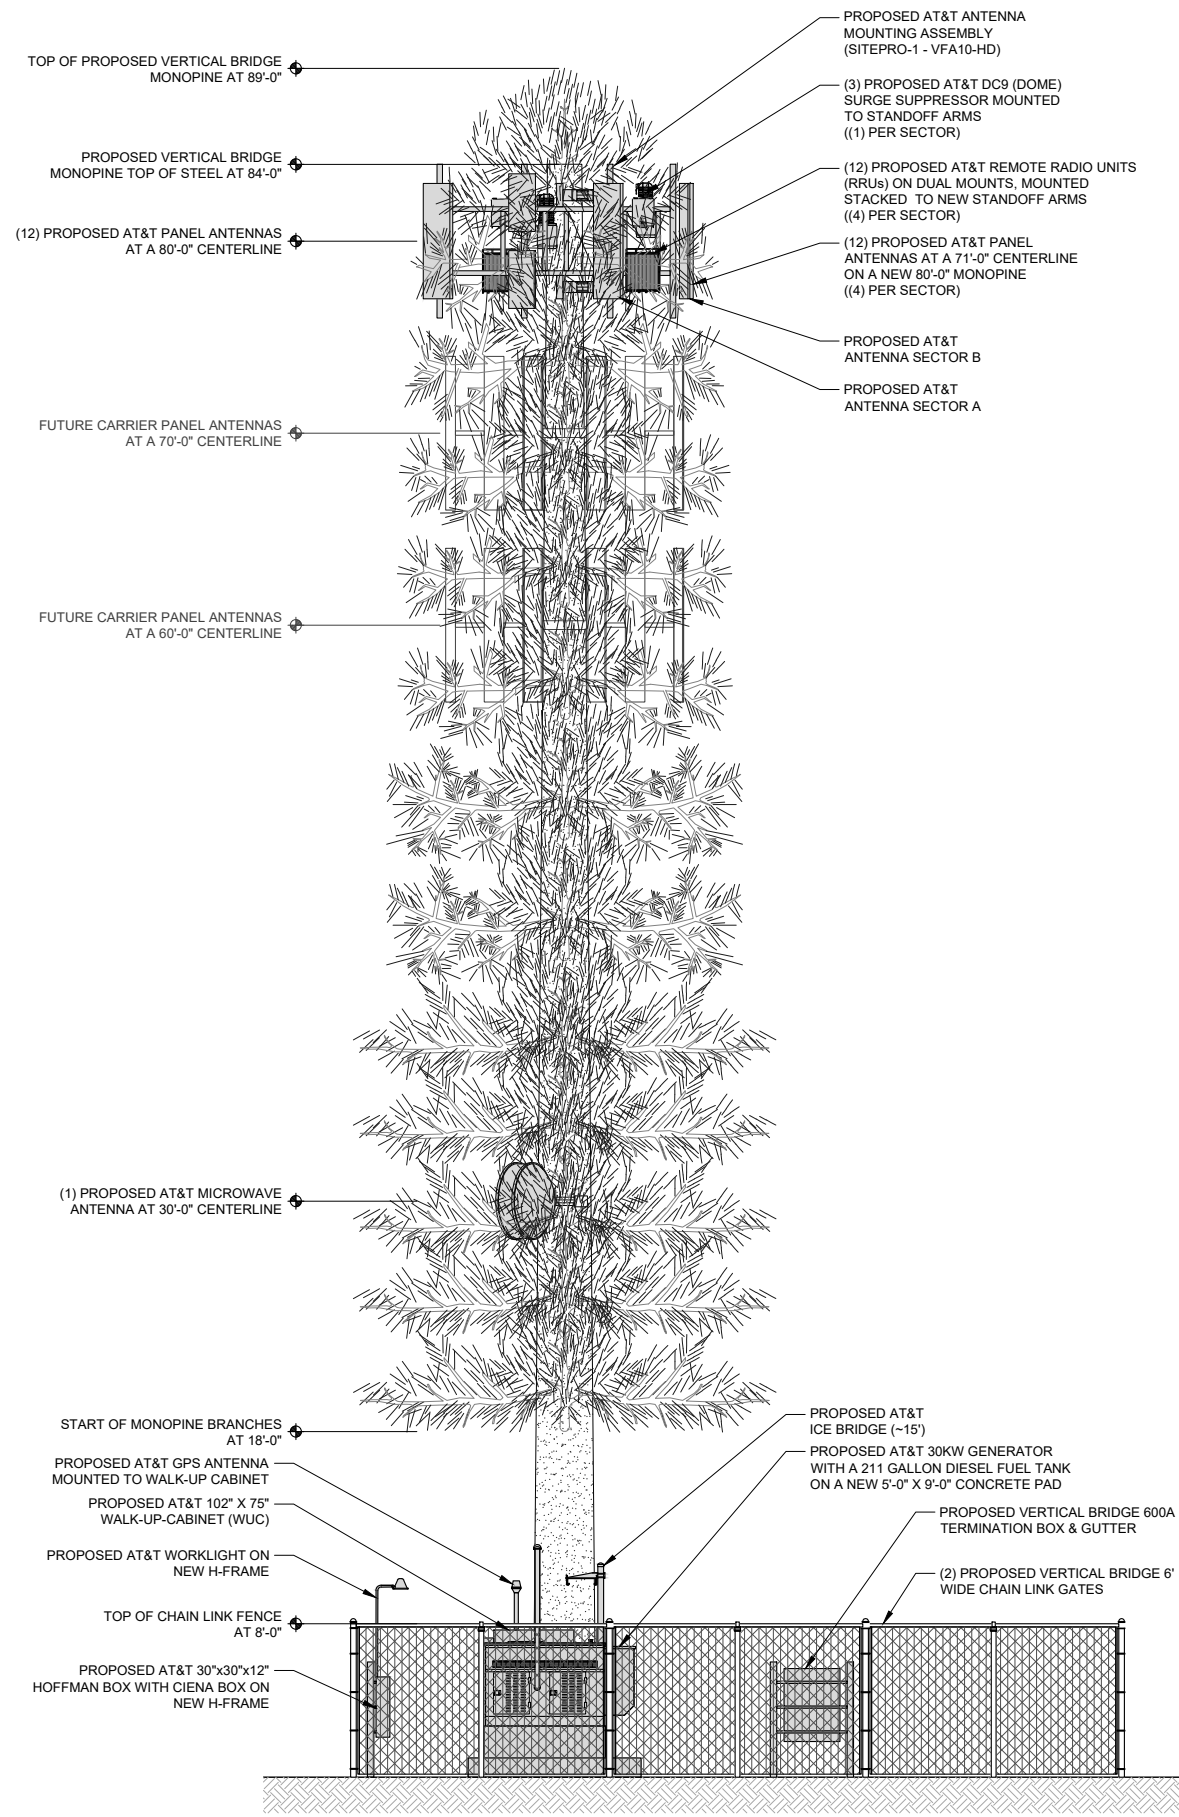 TOP OF PROPOSED VERTICAL BRIDGE
MONOPINE AT 89'-0"
PROPOSED VERTICAL BRIDGE
MONOPINE TOP OF STEEL AT 84'-0"
(12) PROPOSED AT&T PANEL ANTENNAS
AT A 80'-0" CENTERLINE
FUTURE CARRIER PANEL ANTENNAS
AT A 70'-0" CENTERLINE
FUTURE CARRIER PANEL ANTENNAS
AT A 60'-0" CENTERLINE
(1) PROPOSED AT&T MICROWAVE
ANTENNA AT 30'-0" CENTERLINE
START OF MONOPINE BRANCHES
AT 18'-0"
PROPOSED AT&T GPS ANTENNA
MOUNTED TO WALK-UP CABINET
PROPOSED AT&T 102" X 75"
WALK-UP-CABINET (WUC)
PROPOSED AT&T WORKLIGHT ON
NEW H-FRAME
TOP OF CHAIN LINK FENCE
AT 8'-0"
PROPOSED AT&T 30"x30"x12"
HOFFMAN BOX WITH CIENA BOX ON
NEW H-FRAME
PROPOSED AT&T ANTENNA
MOUNTING ASSEMBLY
(SITEPRO-1 - VFA10-HD)
(3) PROPOSED AT&T DC9 (DOME)
SURGE SUPPRESSOR MOUNTED
TO STANDOFF ARMS
((1) PER SECTOR)
(12) PROPOSED AT&T REMOTE RADIO UNITS
(RRUs) ON DUAL MOUNTS, MOUNTED
STACKED TO NEW STANDOFF ARMS
((4) PER SECTOR)
(12) PROPOSED AT&T PANEL
ANTENNAS AT A 71'-0" CENTERLINE
ON A NEW 80'-0" MONOPINE
((4) PER SECTOR)
PROPOSED AT&T
ANTENNA SECTOR B
PROPOSED AT&T
ANTENNA SECTOR A
PROPOSED AT&T
ICE BRIDGE (~15')
PROPOSED AT&T 30KW GENERATOR
WITH A 211 GALLON DIESEL FUEL TANK
ON A NEW 5'-0" X 9'-0" CONCRETE PAD
PROPOSED VERTICAL BRIDGE 600A
TERMINATION BOX & GUTTER
(2) PROPOSED VERTICAL BRIDGE 6'
WIDE CHAIN LINK GATES